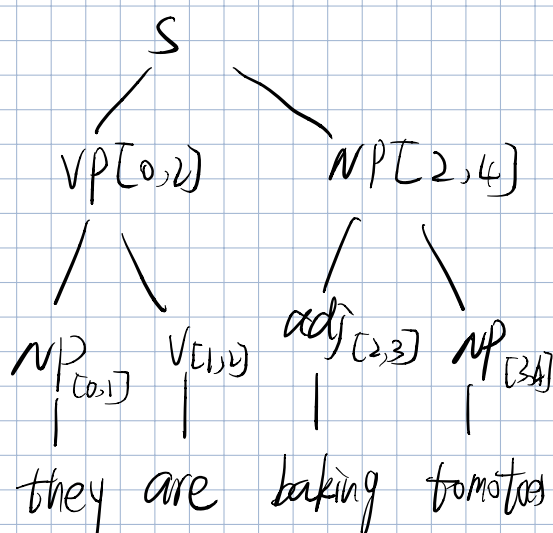 S
VP[0,2] NP[2,4]
NP[0,1] V[1,2] adj[2,3] NP[3,4]
they are baking tomotoes